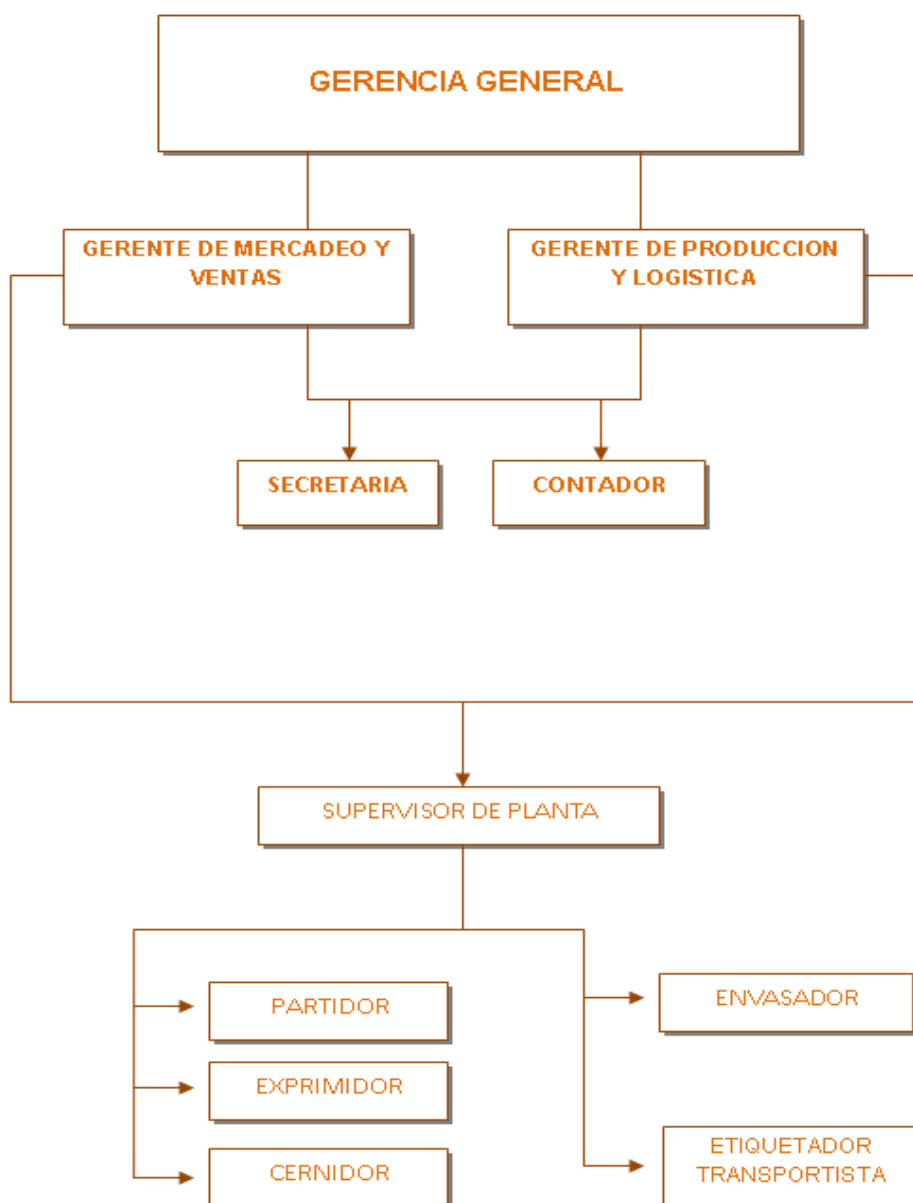 GERENCIA GENERAL
GERENTE DE MERCADEO Y
VENTAS
GERENTE DE PRODUCCION
Y LOGISTICA
SECRETARIA
CONTADOR
SUPERVISOR DE PLANTA
PARTIDOR
EXPRIMIDOR
CERNIDOR
ENVASADOR
ETIQUETADOR
TRANSPORTISTA